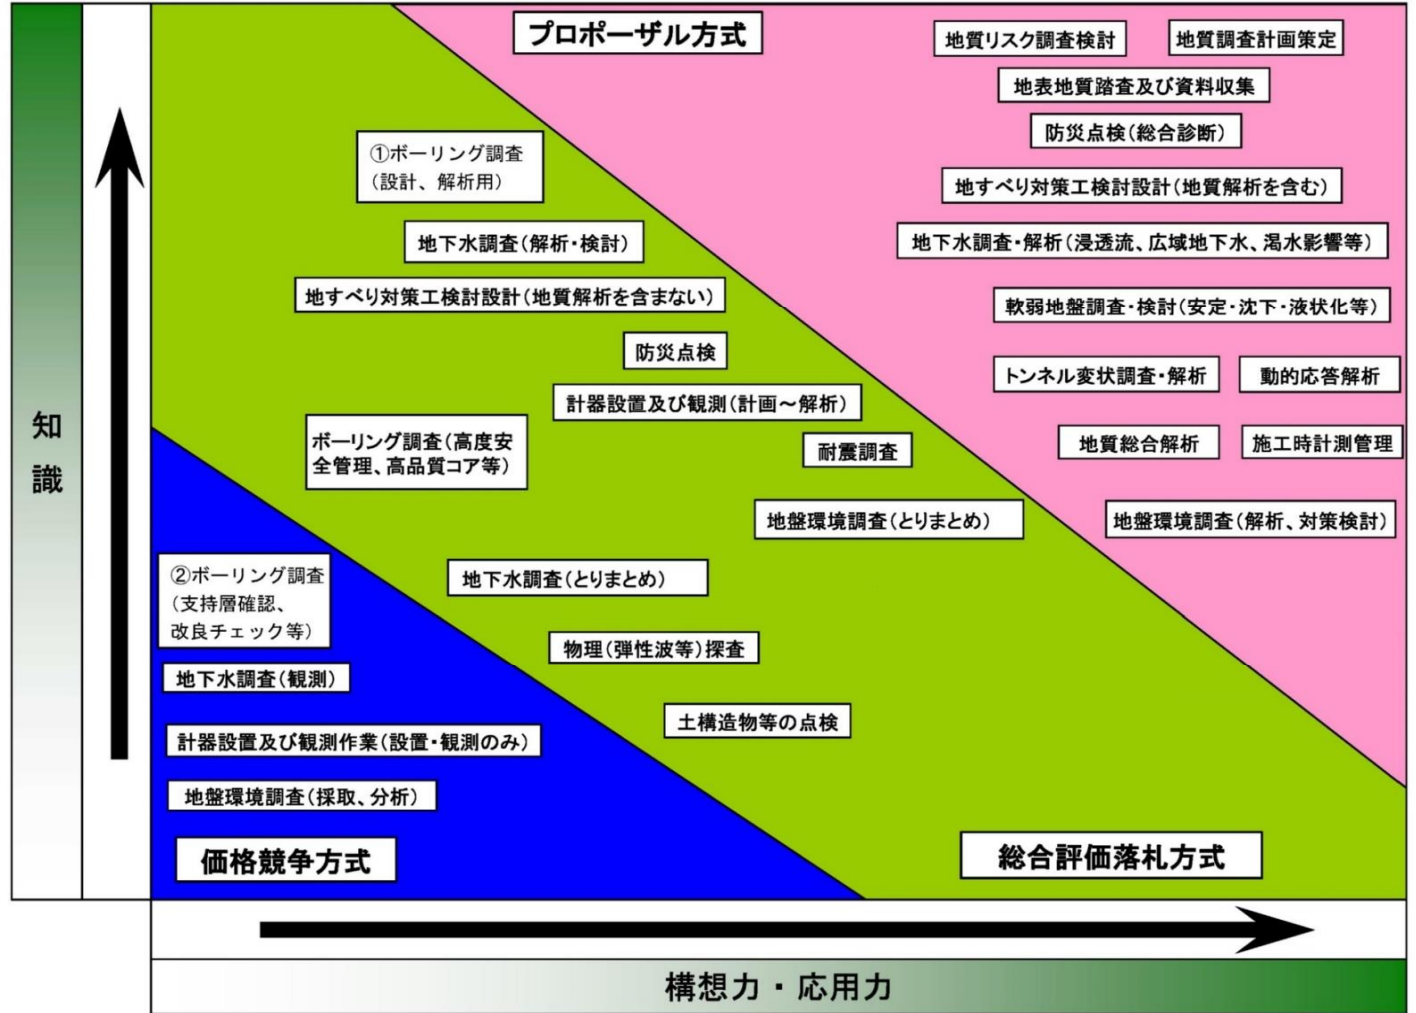 プロポーザル方式
地質リスク調査検討
地質調査計画策定
地表地質踏査及び資料収集
防災点検(総合診断)
①ボーリング調査
(設計、解析用)
地すべり対策工検討設計(地質解析を含む)
地下水調査(解析・検討)
地下水調査・解析(浸透流、広域地下水、渇水影響等)
地すべり対策工検討設計(地質解析を含まない)
軟弱地盤調査・検討(安定・沈下・液状化等)
防災点検
トンネル変状調査・解析
動的応答解析
計器設置及び観測(計画～解析)
知識
ボーリング調査(高度安
全管理、高品質コア等)
耐震調査
地質総合解析
施工時計測管理
地盤環境調査(とりまとめ)
地盤環境調査(解析、対策検討)
②ボーリング調査
(支持層確認、
改良チェック等)
地下水調査(とりまとめ)
物理(弾性波等)探査
地下水調査(観測)
土構造物等の点検
計器設置及び観測作業(設置・観測のみ)
地盤環境調査(採取、分析)
価格競争方式
総合評価落札方式
構想力・応用力